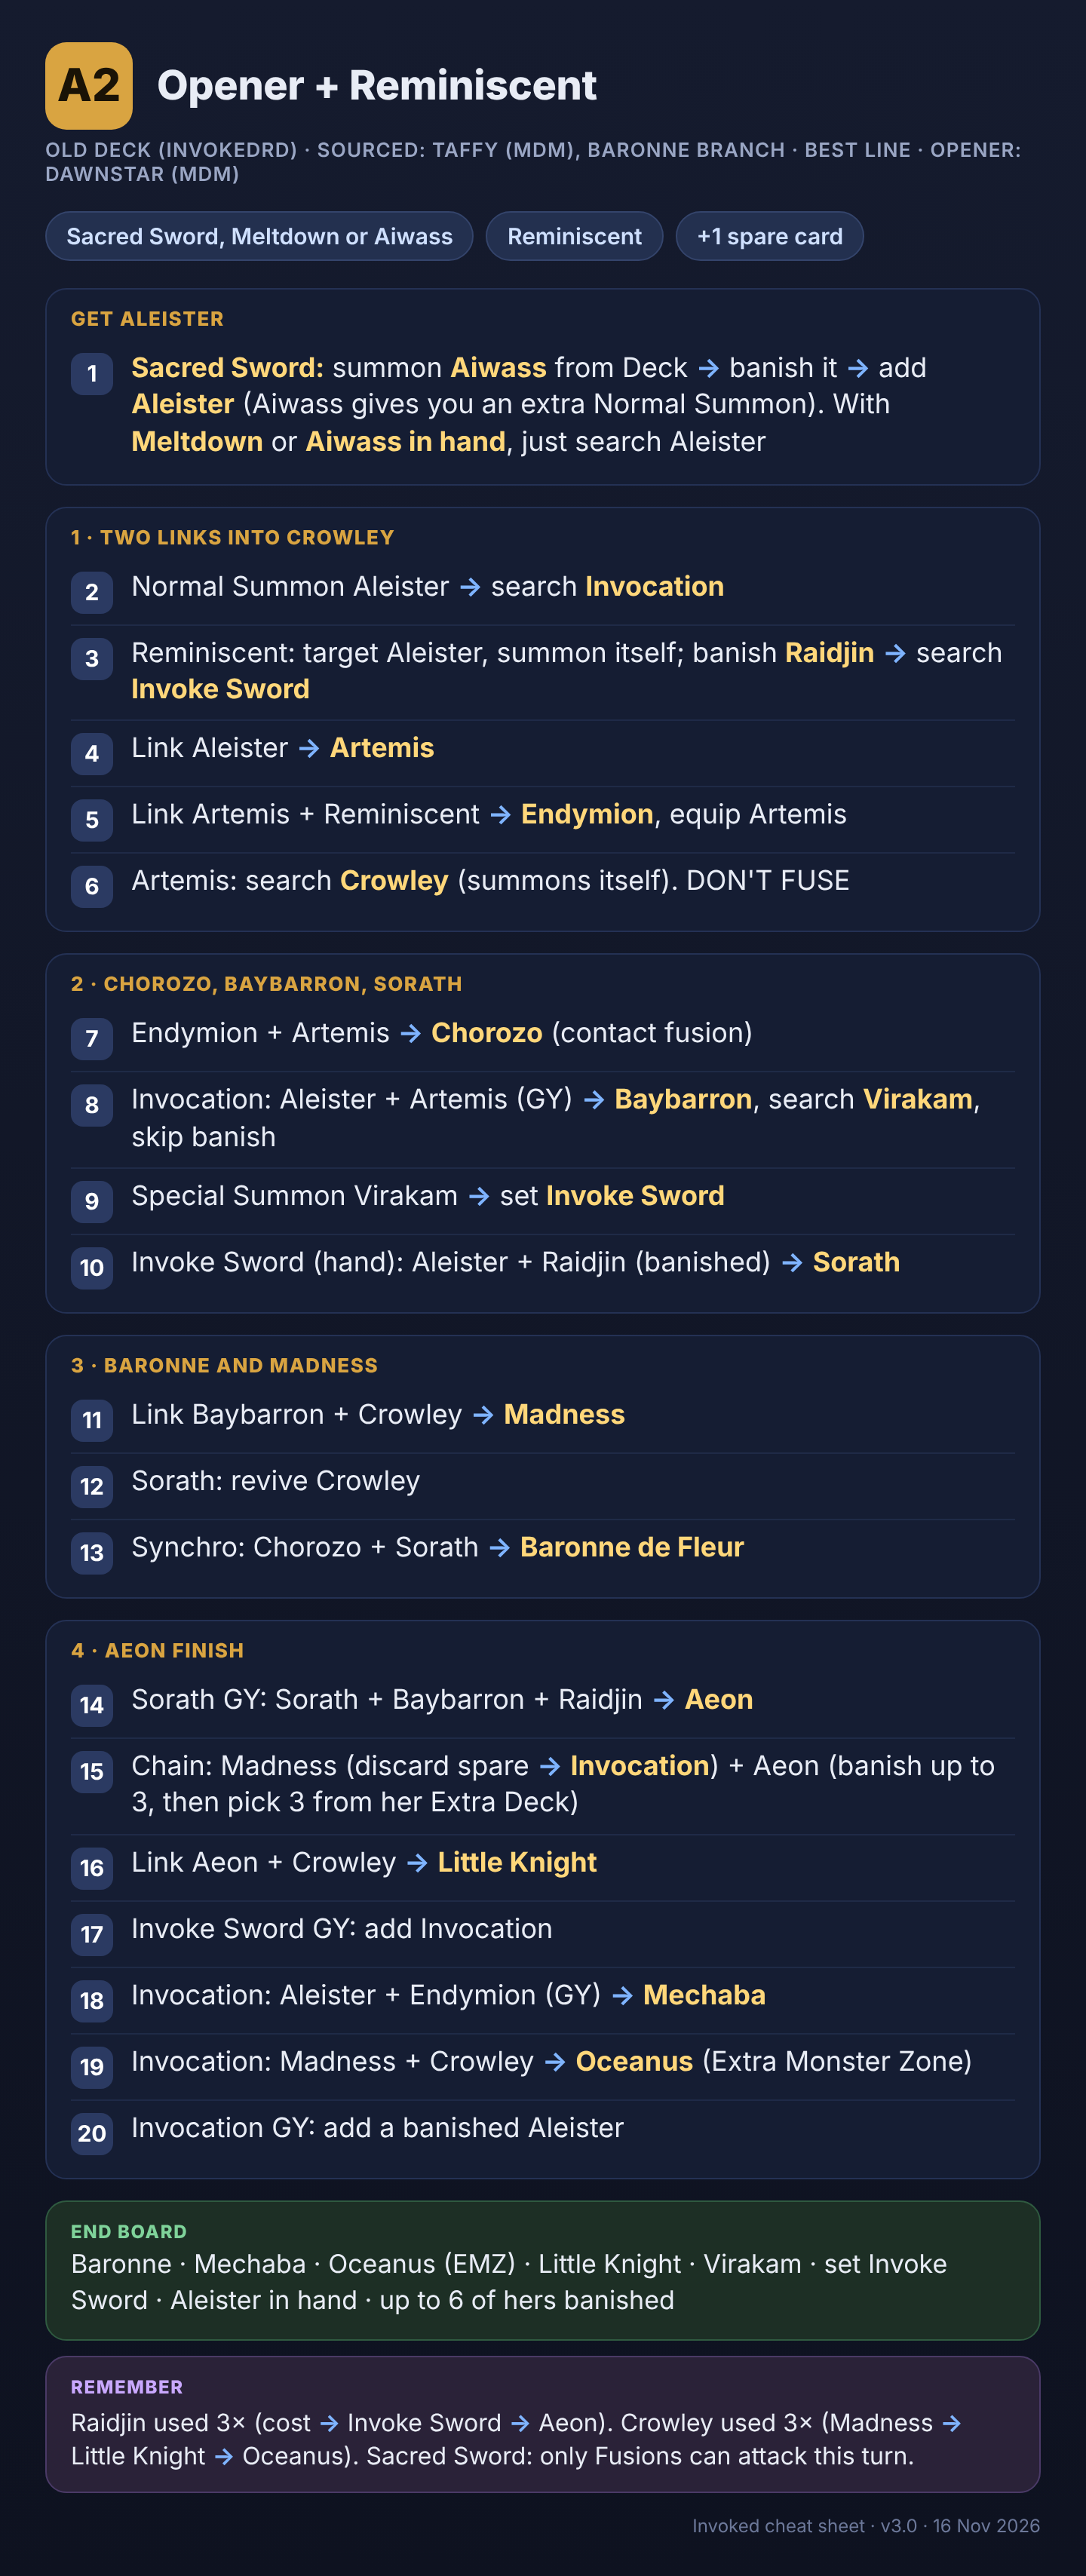 A2
Opener + Reminiscent
OLD DECK (INVOKEDRD) · SOURCED: TAFFY (MDM), BARONNE BRANCH · BEST LINE · OPENER:
DAWNSTAR (MDM)
Sacred Sword, Meltdown or Aiwass
Reminiscent
+1 spare card
GET ALEISTER
1
Sacred Sword: summon Aiwass from Deck → banish it → add
Aleister (Aiwass gives you an extra Normal Summon). With
Meltdown or Aiwass in hand, just search Aleister
1 · TWO LINKS INTO CROWLEY
2
Normal Summon Aleister → search Invocation
3
Reminiscent: target Aleister, summon itself; banish Raidjin → search
Invoke Sword
4
Link Aleister → Artemis
5
Link Artemis + Reminiscent → Endymion, equip Artemis
6
Artemis: search Crowley (summons itself). DON'T FUSE
2 · CHOROZO, BAYBARRON, SORATH
7
Endymion + Artemis → Chorozo (contact fusion)
8
Invocation: Aleister + Artemis (GY) → Baybarron, search Virakam,
skip banish
9
Special Summon Virakam → set Invoke Sword
10
Invoke Sword (hand): Aleister + Raidjin (banished) → Sorath
3 · BARONNE AND MADNESS
11
Link Baybarron + Crowley → Madness
12
Sorath: revive Crowley
13
Synchro: Chorozo + Sorath → Baronne de Fleur
4 · AEON FINISH
14
Sorath GY: Sorath + Baybarron + Raidjin → Aeon
15
Chain: Madness (discard spare → Invocation) + Aeon (banish up to
3, then pick 3 from her Extra Deck)
16
Link Aeon + Crowley → Little Knight
17
Invoke Sword GY: add Invocation
18
Invocation: Aleister + Endymion (GY) → Mechaba
19
Invocation: Madness + Crowley → Oceanus (Extra Monster Zone)
20
Invocation GY: add a banished Aleister
END BOARD
Baronne · Mechaba · Oceanus (EMZ) · Little Knight · Virakam · set Invoke
Sword · Aleister in hand · up to 6 of hers banished
REMEMBER
Raidjin used 3× (cost → Invoke Sword → Aeon). Crowley used 3× (Madness →
Little Knight → Oceanus). Sacred Sword: only Fusions can attack this turn.
Invoked cheat sheet · v3.0 · 16 Nov 2026